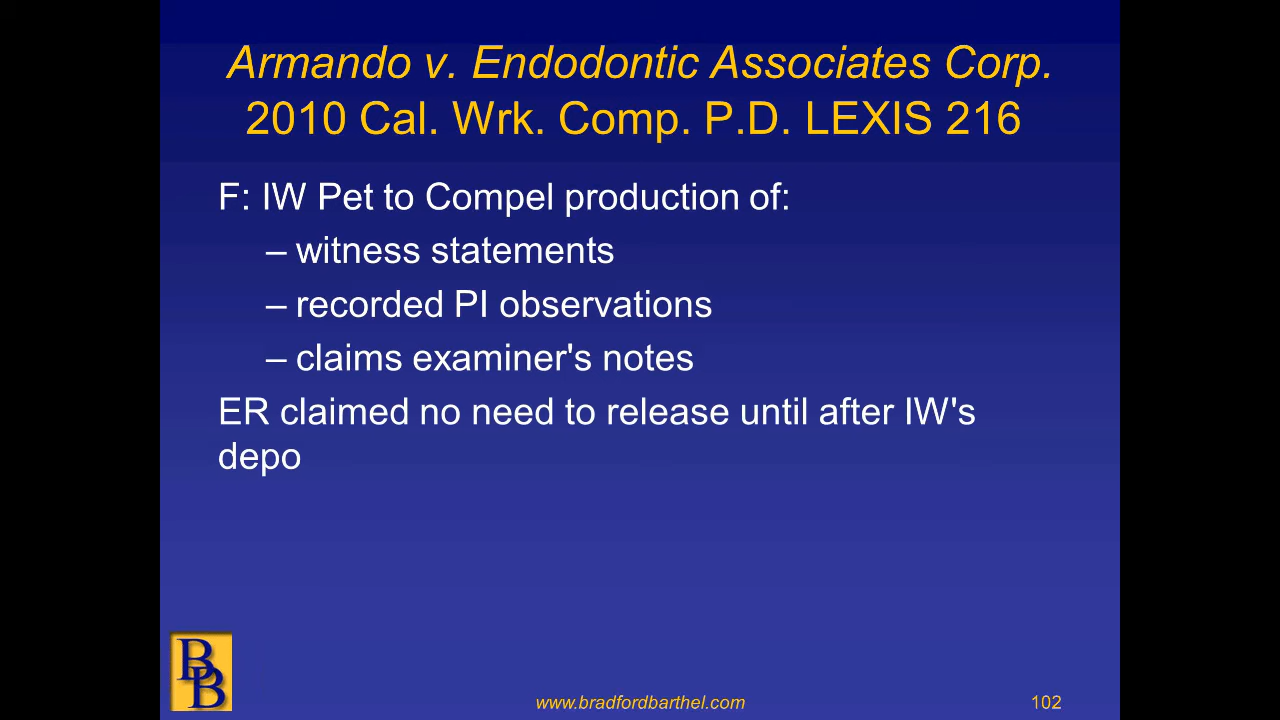 Armando v. Endodontic Associates Corp.
2010 Cal. Wrk. Comp. P.D. LEXIS 216
F: IW Pet to Compel production of:
– witness statements
– recorded PI observations
– claims examiner's notes
ER claimed no need to release until after IW's
depo
BB
www.bradfordbarthel.com
102